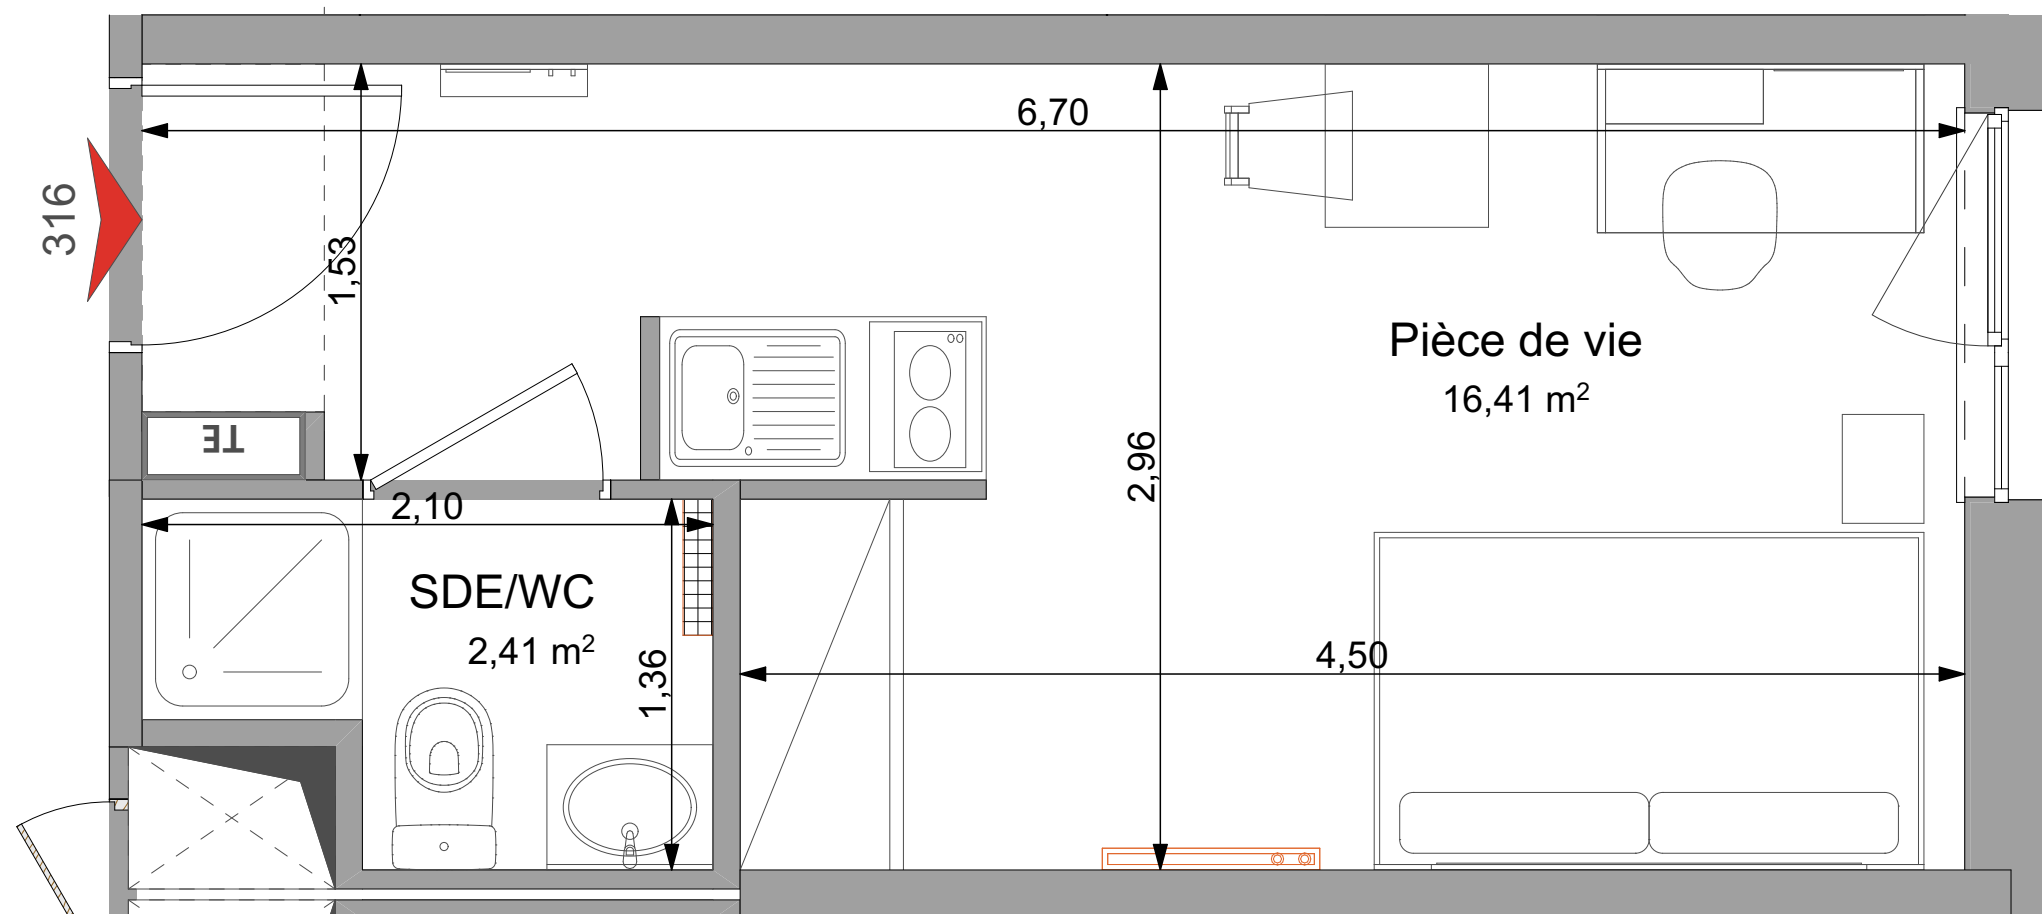 6,70
316
1,53
Pièce de vie
16,41 m²
TE
2,96
2,10
SDE/WC
2,41 m²
1,36
4,50